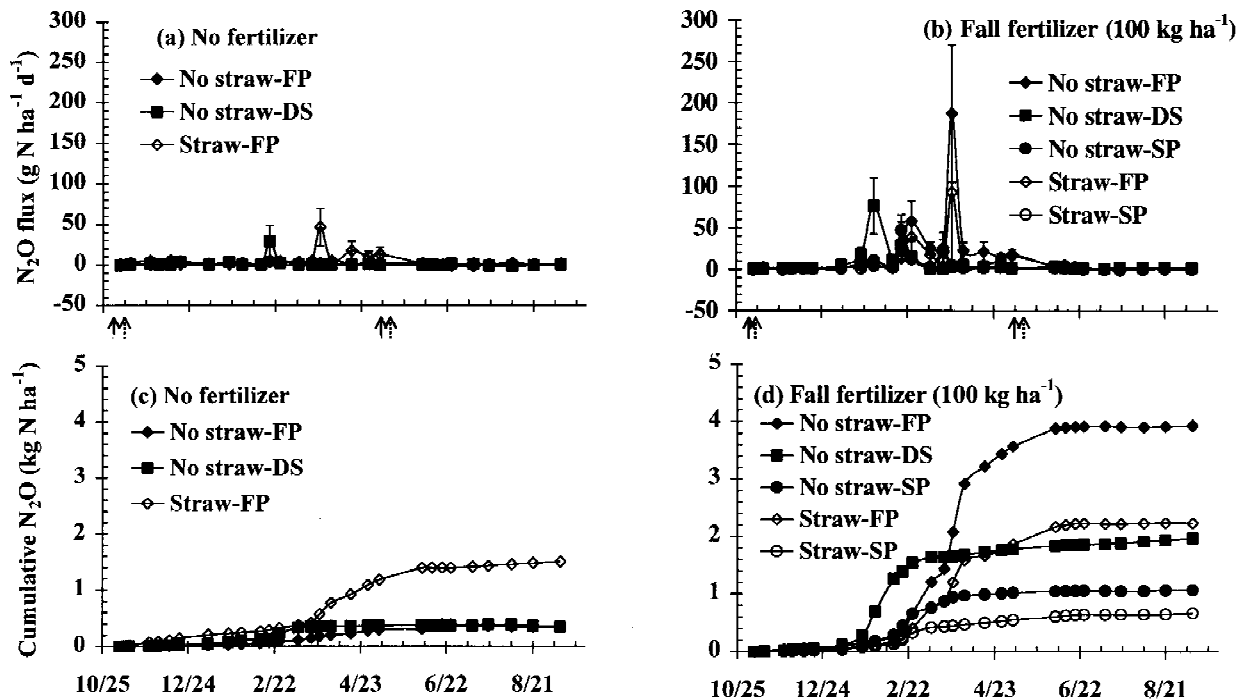 300
250
200
150
100
50
0
-50
N₂O flux (g N ha⁻¹ d⁻¹)
(a) No fertilizer
No straw-FP
No straw-DS
Straw-FP
300
250
200
150
100
50
0
-50
(b) Fall fertilizer (100 kg ha⁻¹)
No straw-FP
No straw-DS
No straw-SP
Straw-FP
Straw-SP
5
4
3
2
1
0
Cumulative N₂O (kg N ha⁻¹)
(c) No fertilizer
No straw-FP
No straw-DS
Straw-FP
10/25 12/24 2/22 4/23 6/22 8/21
5
4
3
2
1
0
(d) Fall fertilizer (100 kg ha⁻¹)
No straw-FP
No straw-DS
No straw-SP
Straw-FP
Straw-SP
10/25 12/24 2/22 4/23 6/22 8/21